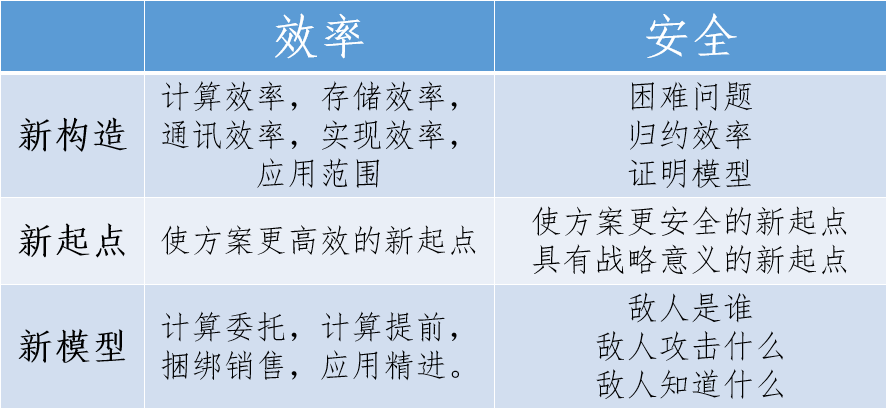 效率
安全
新构造
计算效率，存储效率，
通讯效率，实现效率，
应用范围
困难问题
归约效率
证明模型
新起点
使方案更高效的新起点
使方案更安全的新起点
具有战略意义的新起点
新模型
计算委托，计算提前，
捆绑销售，应用精进。
敌人是谁
敌人攻击什么
敌人知道什么